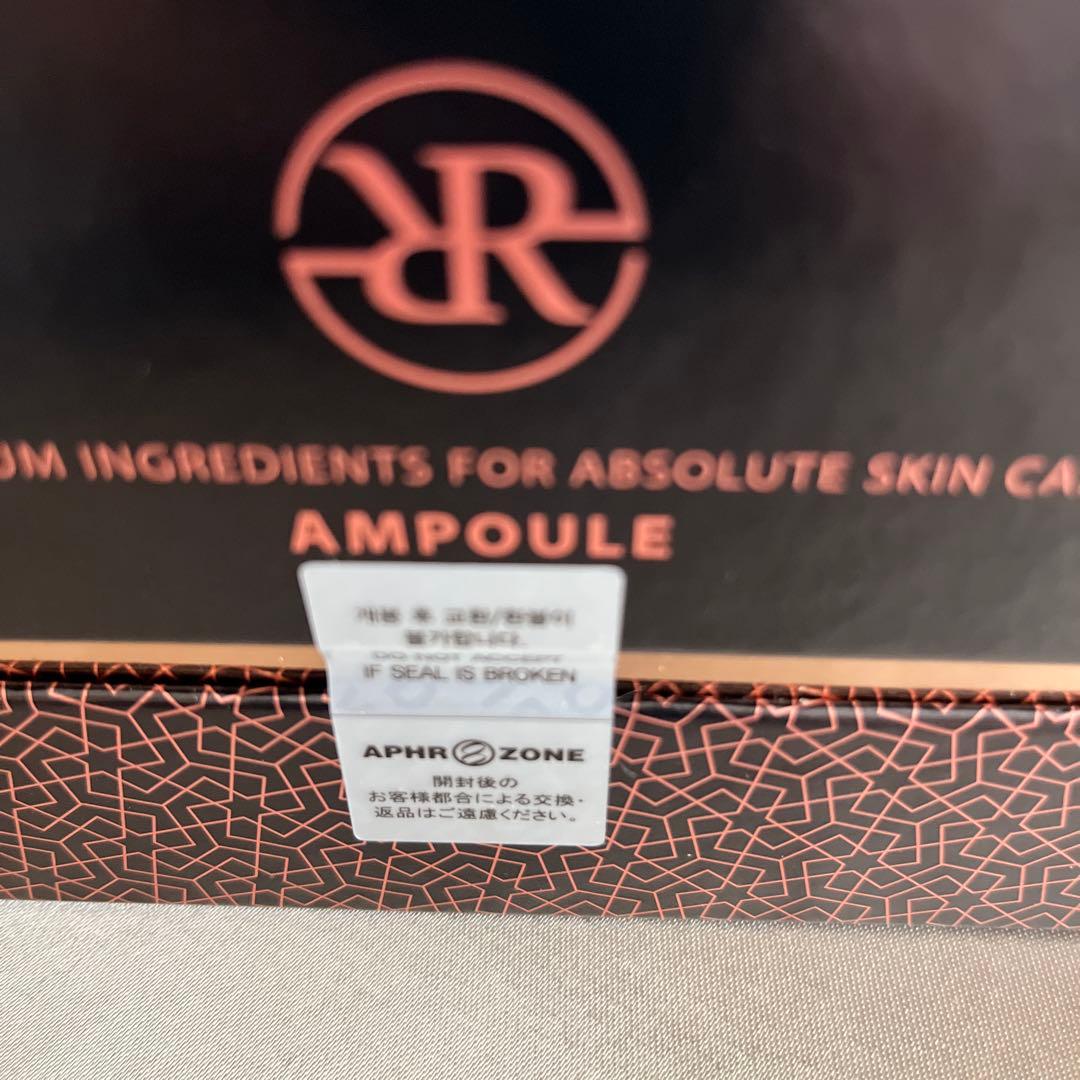 RR
UM INGREDIENTS FOR ABSOLUTE SKIN CA
AMPOULE
개봉 후 교환/환불이
불가합니다.
DO NOT ACCEPT
IF SEAL IS BROKEN
APHROZONE
開封後の
お客様都合による交換・
返品はご遠慮ください。